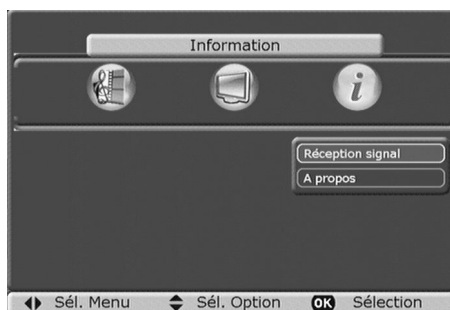 Information
i
Réception signal
A propos
Sél. Menu Sél. Option OK Sélection